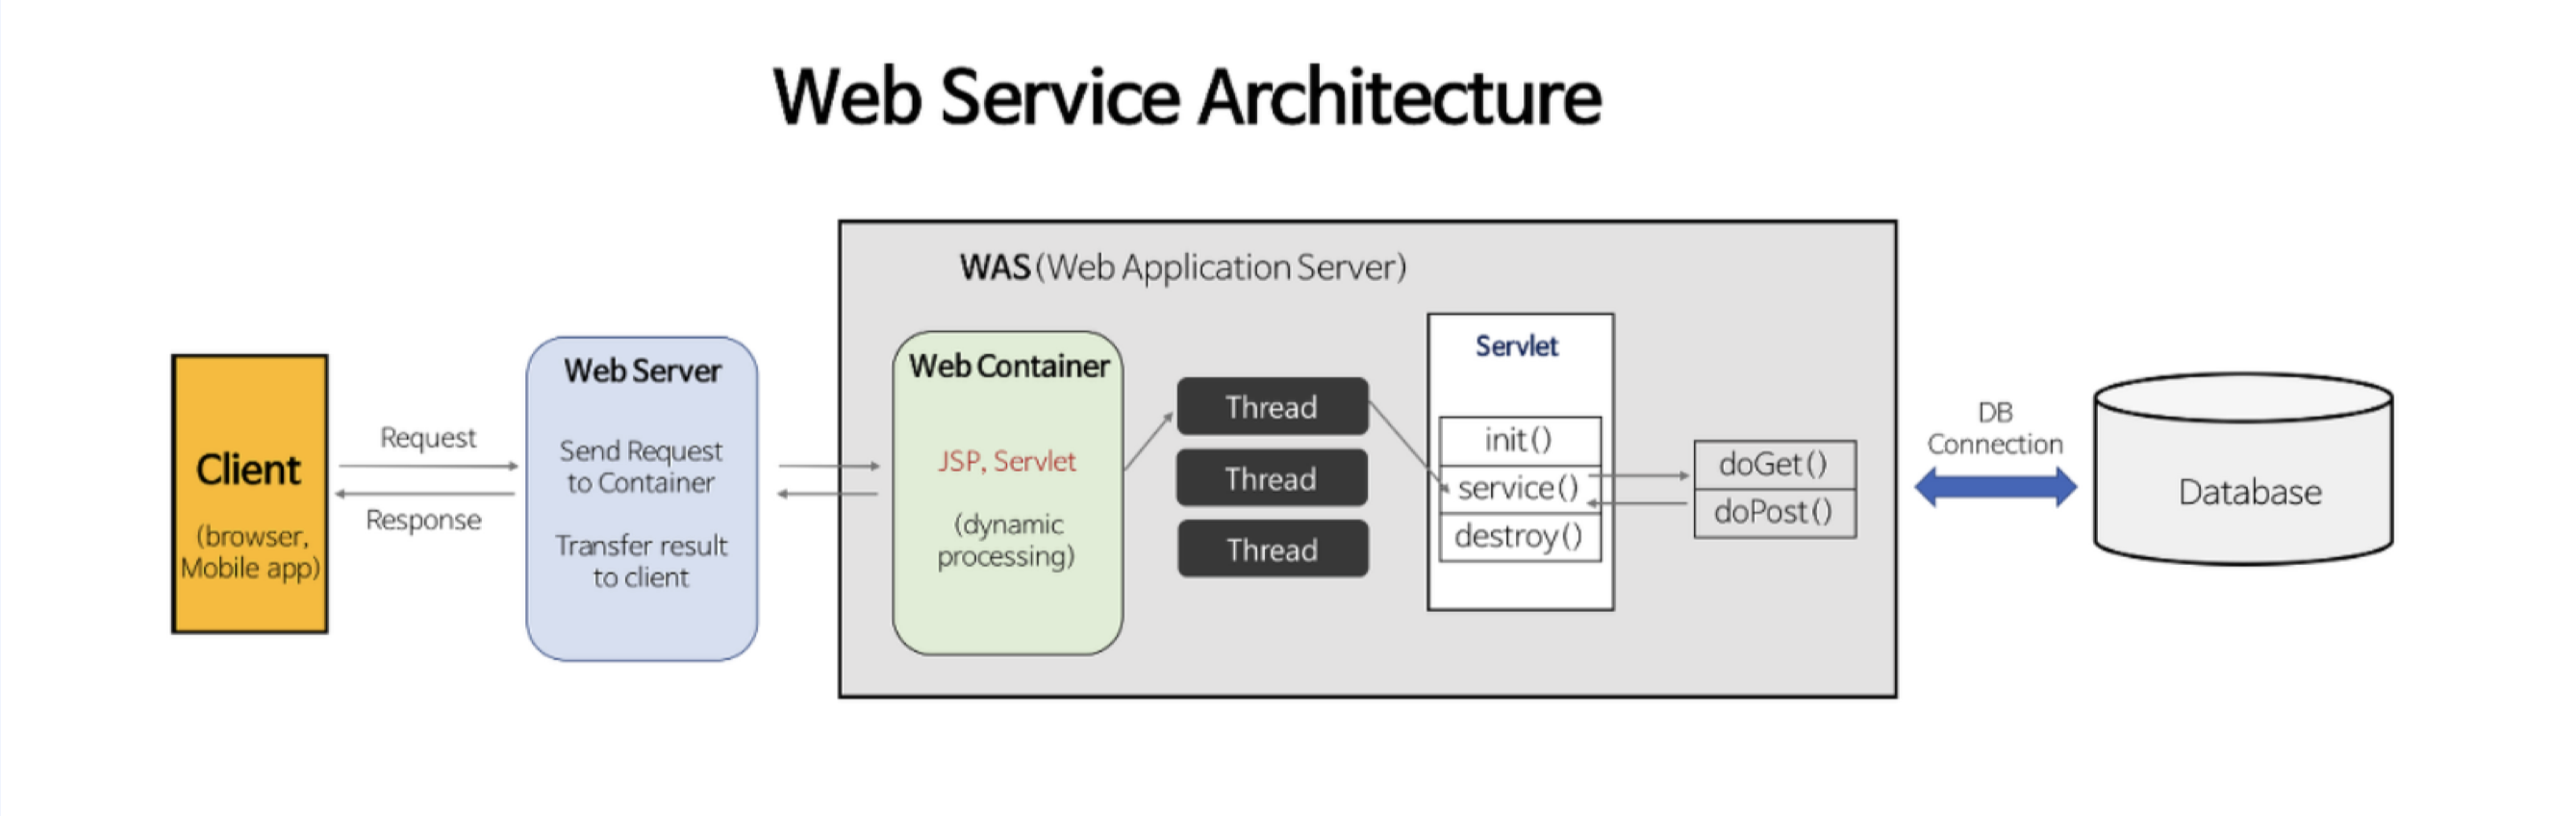 Web Service Architecture
WAS(Web Application Server)
Client
(browser,
Mobile app)
Request
Response
Web Server
Send Request
to Container
Transfer result
to client
Web Container
JSP, Servlet
(dynamic
processing)
Thread
Thread
Thread
Servlet
init()
service()
destroy()
doGet()
doPost()
DB
Connection
Database